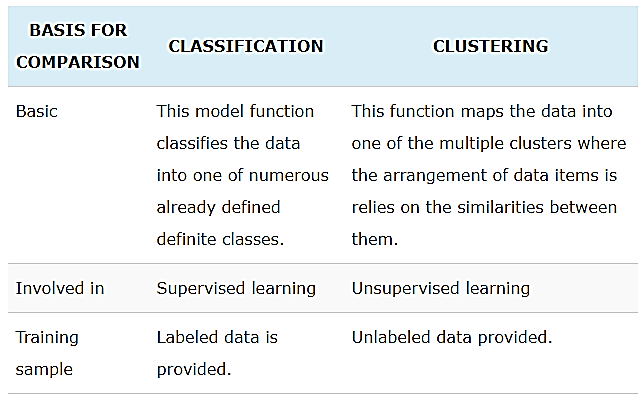 BASIS FOR
COMPARISON
CLASSIFICATION
CLUSTERING
Basic
This model function
classifies the data
into one of numerous
already defined
definite classes.
This function maps the data into
one of the multiple clusters where
the arrangement of data items is
relies on the similarities between
them.
Involved in
Supervised learning
Unsupervised learning
Training
sample
Labeled data is
provided.
Unlabeled data provided.